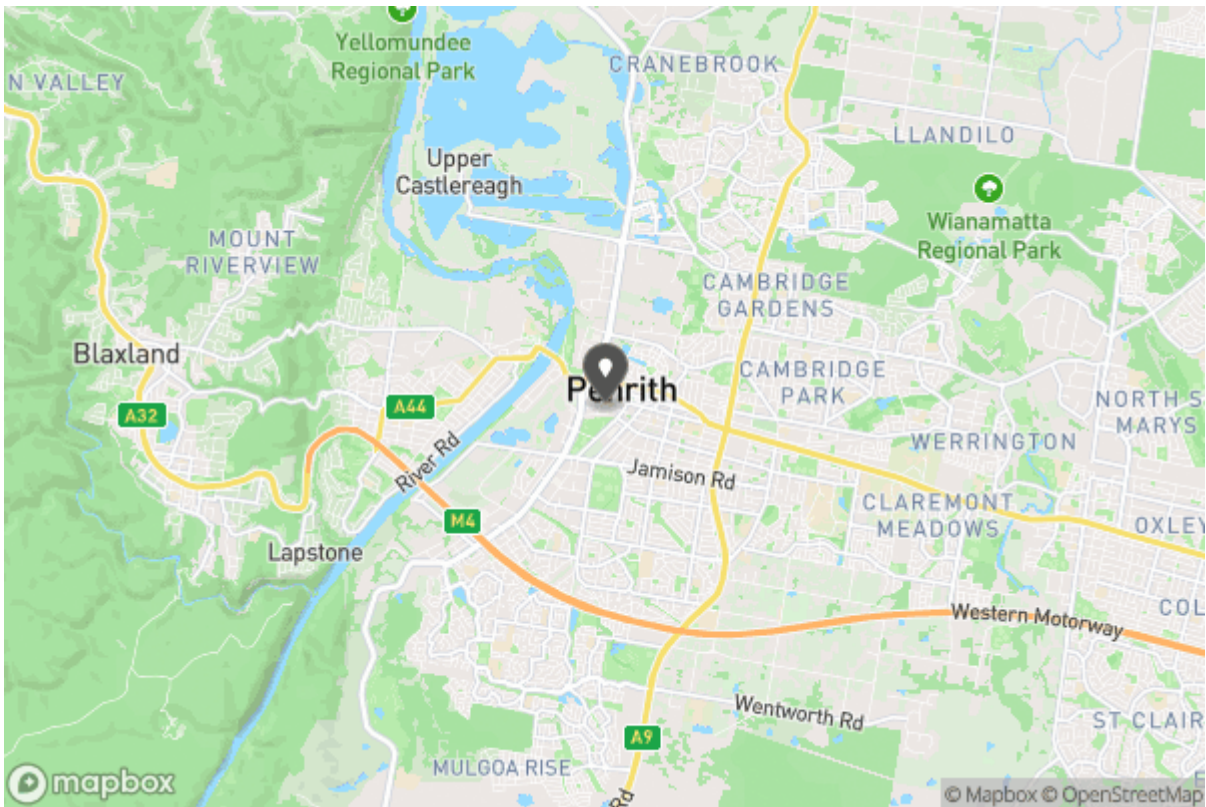 Yellomundee
Regional Park
CRANEBROOK
N VALLEY
LLANDILO
Upper
Castlereagh
Wianamatta
Regional Park
MOUNT
RIVERVIEW
CAMBRIDGE
GARDENS
Blaxland
CAMBRIDGE
PARK
Penrith
A44
A32
NORTH S
MARYS
WERRINGTON
River Rd
Jamison Rd
CLAREMONT
MEADOWS
M4
OXLEY
Lapstone
COL
Western Motorway
Wentworth Rd
ST CLAIR
A9
MULGOA RISE
Rd
mapbox
© Mapbox © OpenStreetMap